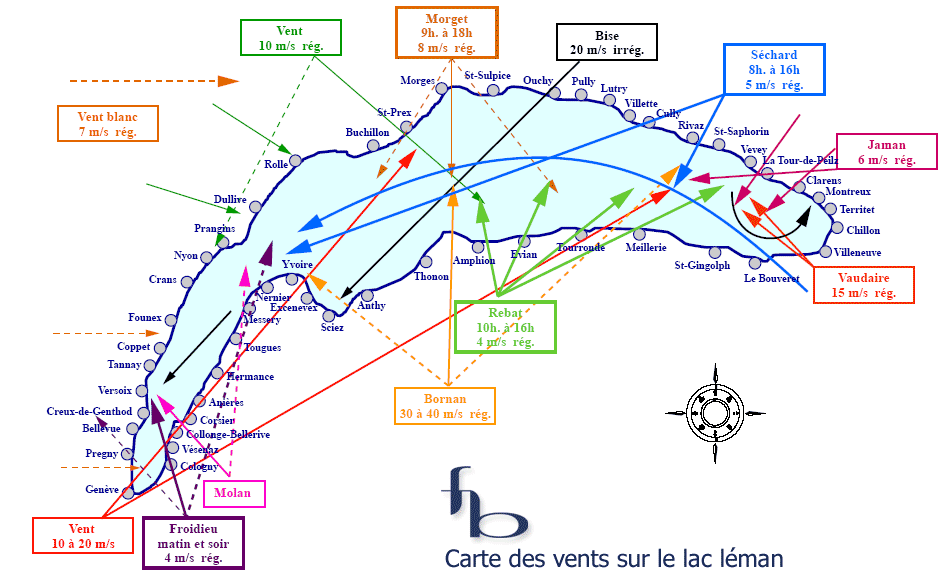 Vent
10 m/s rég.
Morget
9h. à 18h
8 m/s rég.
Bise
20 m/s irrég.
Séchard
8h. à 16h
5 m/s rég.
Vent blanc
7 m/s rég.
Jaman
6 m/s rég.
Morges
St-Sulpice
Ouchy
Pully
Lutry
Villette
Cully
Rivaz
St-Saphorin
Vevey
La Tour-de-Peilz
Clarens
Montreux
Territet
Chillon
Villeneuve
St-Prex
Buchillon
Rolle
Dullive
Prangins
Nyon
Crans
Founex
Coppet
Tannay
Versoix
Creux-de-Genthod
Bellevue
Pregny
Genève
Yvoire
Nernier
Excenevex
Messery
Sciez
Anthy
Thonon
Amphion
Evian
Tourronde
Meillerie
St-Gingolph
Le Bouveret
Tougues
Hermance
Anières
Corsier
Collonge-Bellerive
Vésenaz
Cologny
Vaudaire
15 m/s rég.
Rebat
10h. à 16h
4 m/s rég.
Bornan
30 à 40 m/s rég.
Molan
Vent
10 à 20 m/s
Froidieu
matin et soir
4 m/s rég.
fhb
Carte des vents sur le lac léman